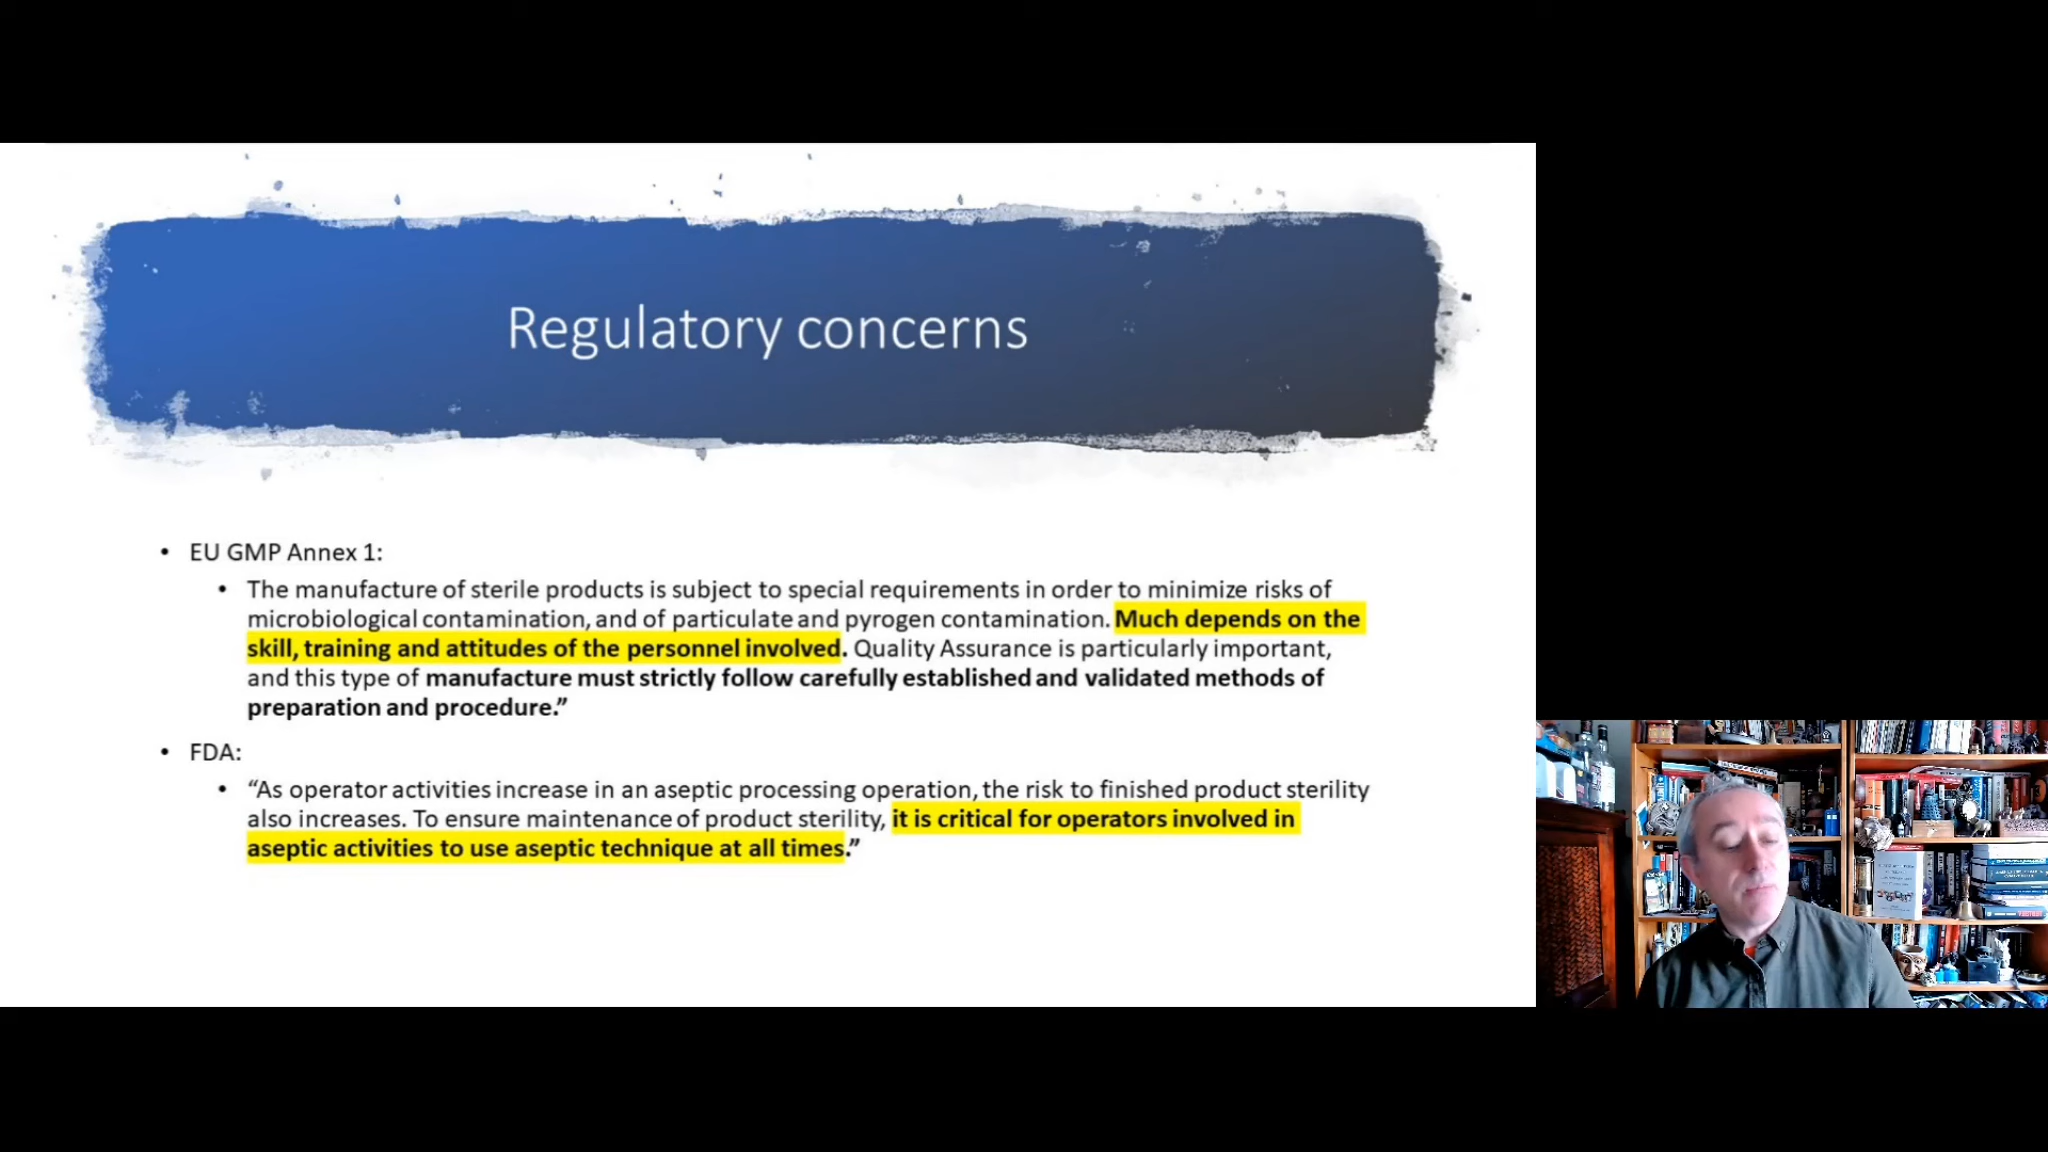 Regulatory concerns
• EU GMP Annex 1:
• The manufacture of sterile products is subject to special requirements in order to minimize risks of
microbiological contamination, and of particulate and pyrogen contamination. Much depends on the
skill, training and attitudes of the personnel involved. Quality Assurance is particularly important,
and this type of manufacture must strictly follow carefully established and validated methods of
preparation and procedure.”
• FDA:
• “As operator activities increase in an aseptic processing operation, the risk to finished product sterility
also increases. To ensure maintenance of product sterility, it is critical for operators involved in
aseptic activities to use aseptic technique at all times.”